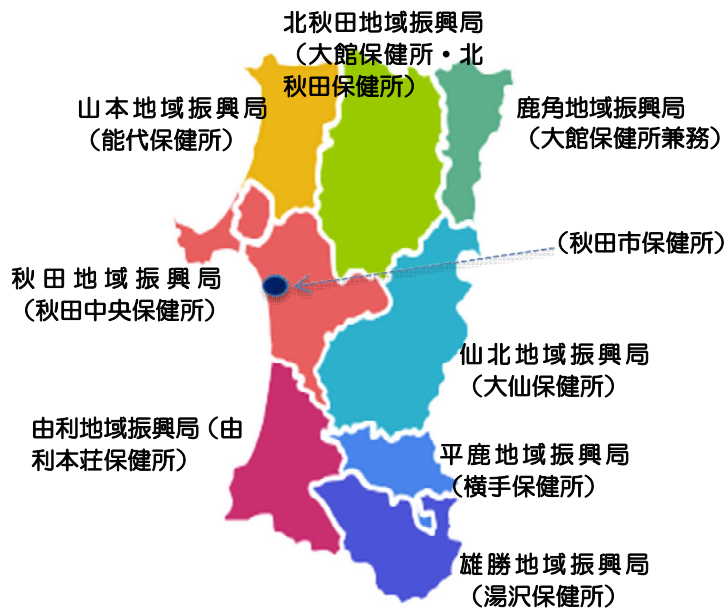 北秋田地域振興局
（大館保健所・北
秋田保健所）
山本地域振興局
（能代保健所）
鹿角地域振興局
（大館保健所兼務）
（秋田市保健所）
秋田地域振興局
（秋田中央保健所）
仙北地域振興局
（大仙保健所）
由利地域振興局（由
利本荘保健所）
平鹿地域振興局
（横手保健所）
雄勝地域振興局
（湯沢保健所）